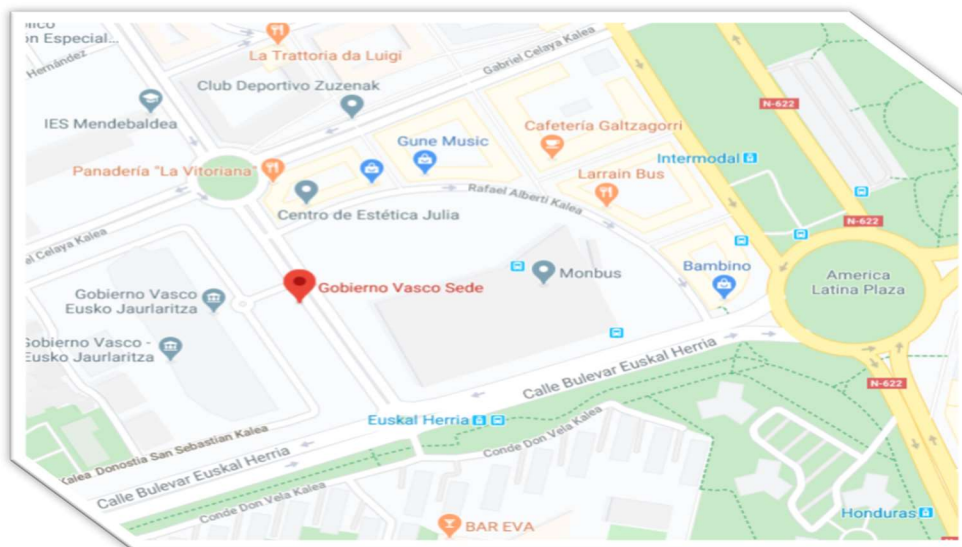 on Especial...
Hernández
La Trattoria da Luigi
Gabriel Celaya Kalea
N-622
Club Deportivo Zuzenak
IES Mendebaldea
Gune Music
Cafetería Galtzagorri
Intermodal
Panadería "La Vitoriana"
Larrain Bus
Rafael Alberti Kalea
Centro de Estética Julia
N-622
el Celaya Kalea
Monbus
Bambino
America
Latina Plaza
Gobierno Vasco Sede
Gobierno Vasco
Eusko Jaurlaritza
Gobierno Vasco -
Eusko Jaurlaritza
Calle Bulevar Euskal Herria
N-622
Euskal Herria
Kalea Donostia San Sebastian Kalea
Conde Don Vela Kalea
Calle Bulevar Euskal Herria
Conde Don Vela Kalea
BAR EVA
Honduras